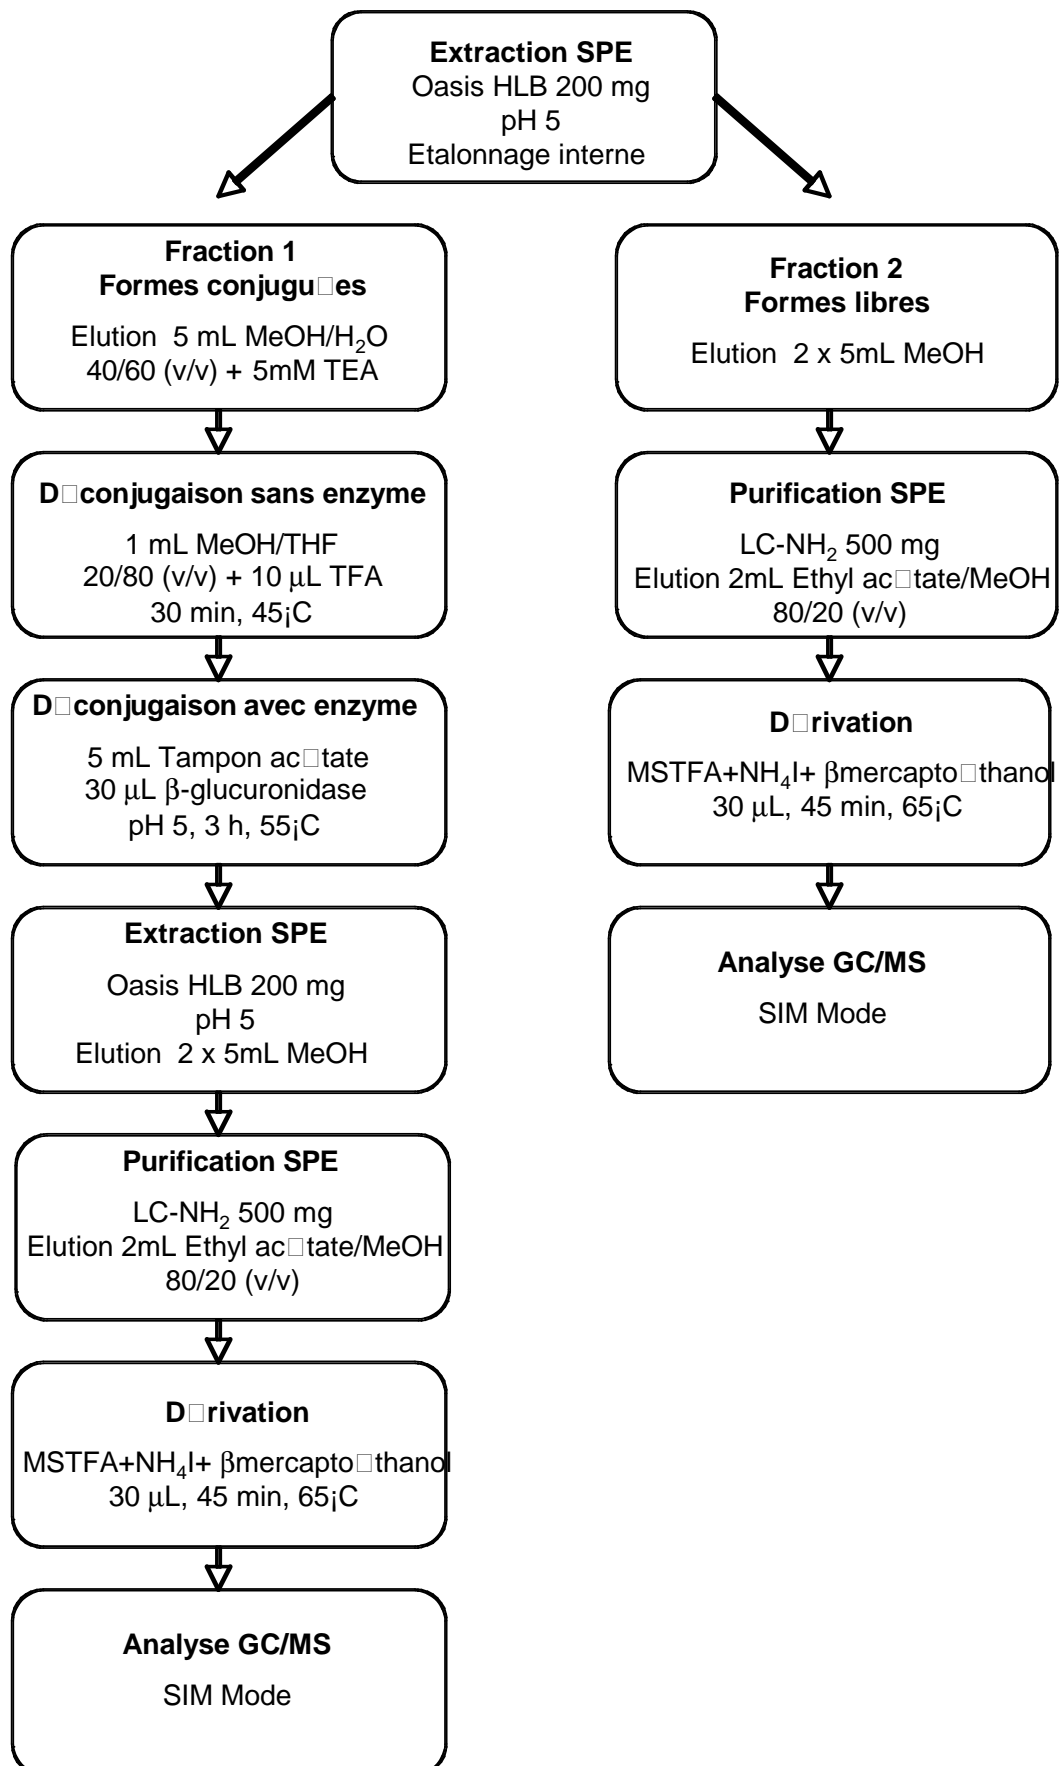 Extraction SPE
Oasis HLB 200 mg
pH 5
Etalonnage interne
Fraction 1
Formes conjugu□es
Elution 5 mL MeOH/H₂O
40/60 (v/v) + 5mM TEA
D□conjugaison sans enzyme
1 mL MeOH/THF
20/80 (v/v) + 10 μL TFA
30 min, 45¡C
D□conjugaison avec enzyme
5 mL Tampon ac□tate
30 μL β-glucuronidase
pH 5, 3 h, 55¡C
Extraction SPE
Oasis HLB 200 mg
pH 5
Elution 2 x 5mL MeOH
Purification SPE
LC-NH₂ 500 mg
Elution 2mL Ethyl ac□tate/MeOH
80/20 (v/v)
D□rivation
MSTFA+NH₄I+ βmercapto□thanol
30 μL, 45 min, 65¡C
Analyse GC/MS
SIM Mode
Fraction 2
Formes libres
Elution 2 x 5mL MeOH
Purification SPE
LC-NH₂ 500 mg
Elution 2mL Ethyl ac□tate/MeOH
80/20 (v/v)
D□rivation
MSTFA+NH₄I+ βmercapto□thanol
30 μL, 45 min, 65¡C
Analyse GC/MS
SIM Mode